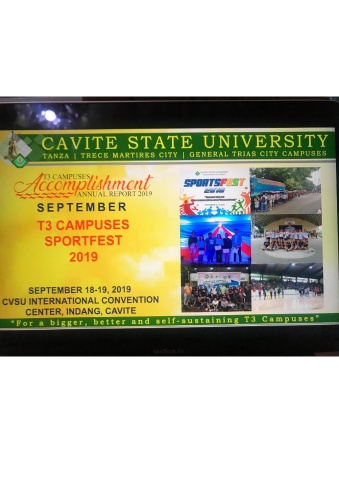 CAVITE STATE UNIVERSITY
TANZA | TRECE MARTIRES CITY | GENERAL TRIAS CITY CAMPUSES
T3 CAMPUSES
Accomplishment
ANNUAL REPORT 2019
SEPTEMBER
T3 CAMPUSES
SPORTFEST
2019
SPORTSFEST
2019
SEPTEMBER 18-19, 2019
CVSU INTERNATIONAL CONVENTION
CENTER, INDANG, CAVITE
"For a bigger, better and self-sustaining T3 Campuses"